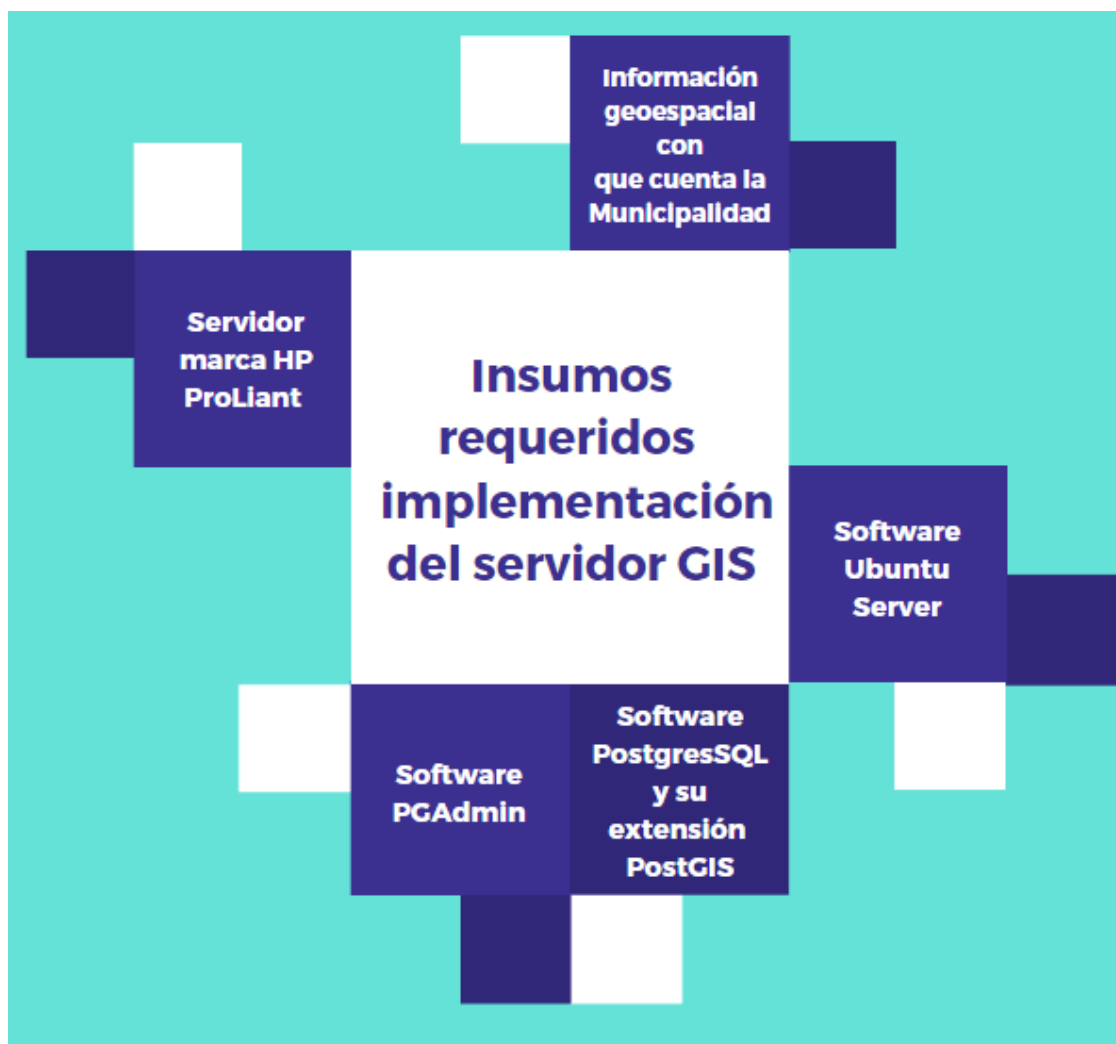 Informácion
geoespacial
con
que cuenta la
Municipalidad
Servidor
marca HP
ProLiant
Insumos
requeridos
implementación
del servidor GIS
Software
Ubuntu
Server
Software
PGAdmin
Software
PostgresSQL
y su
extensión
PostGIS